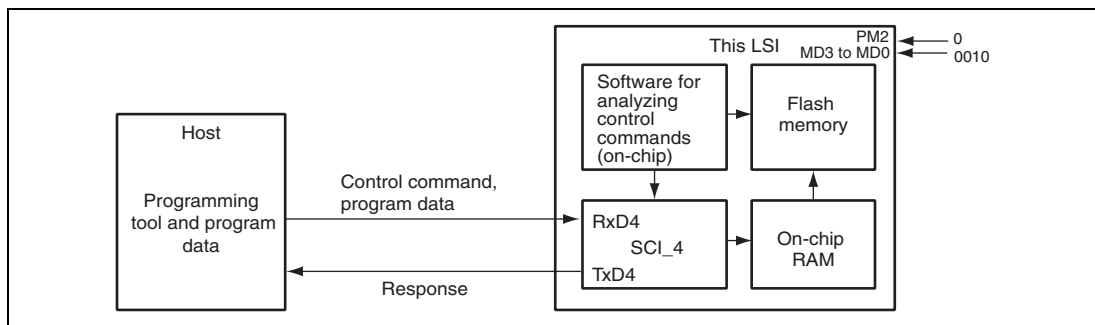 This LSI
PM2
0
MD3 to MD0
0010
Software for
analyzing
control
commands
(on-chip)
Flash
memory
Host
Programming
tool and program
data
Control command,
program data
RxD4
SCI_4
TxD4
On-chip
RAM
Response